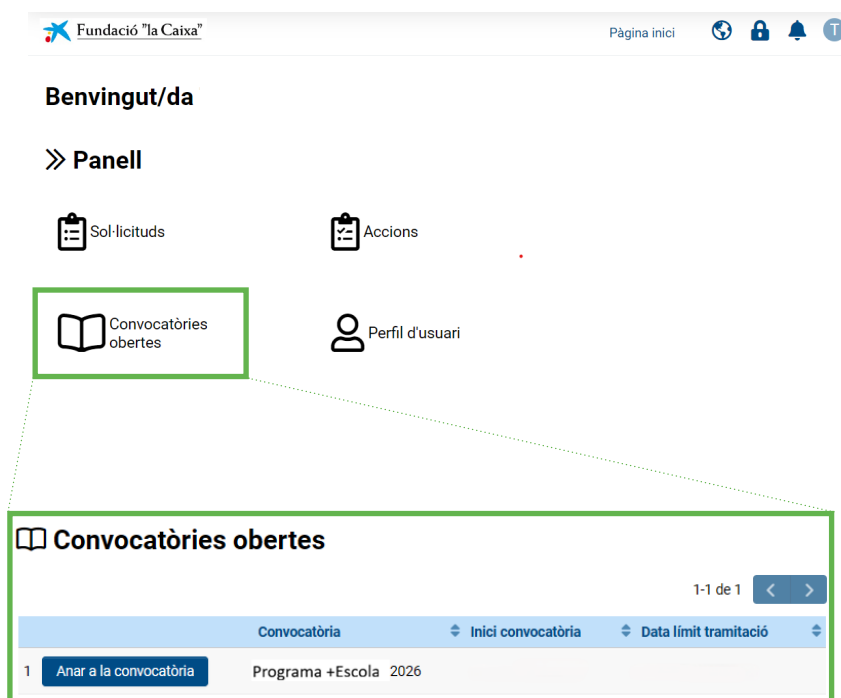 Fundació "la Caixa"
Pàgina inici
T
Benvingut/da
Panell
Sol·licituds
Accions
Convocatòries
obertes
Perfil d'usuari
Convocatòries obertes
1-1 de 1
Convocatòria Inici convocatòria Data límit tramitació
1 Anar a la convocatòria Programa +Escola 2026